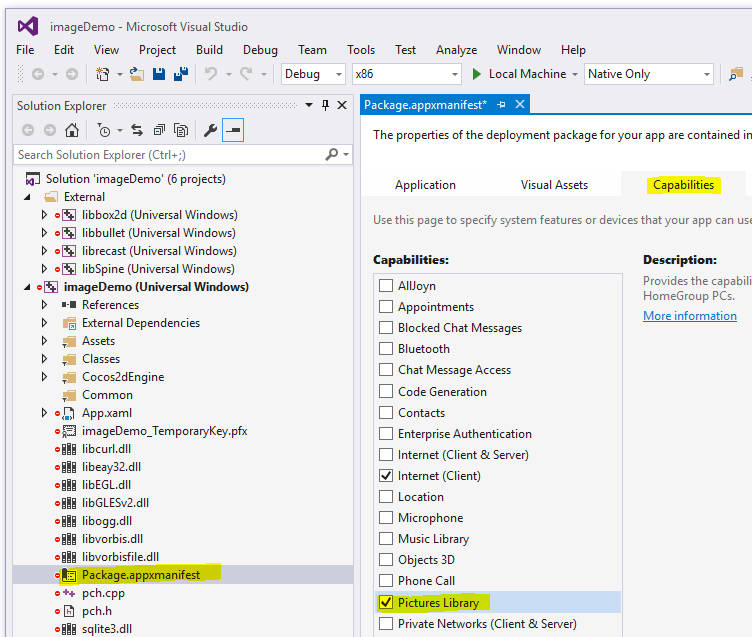 imageDemo - Microsoft Visual Studio
File Edit View Project Build Debug Team Tools Test Analyze Window Help
Debug x86 Local Machine Native Only
Solution Explorer
Search Solution Explorer (Ctrl+;)
Solution 'imageDemo' (6 projects)
External
libbox2d (Universal Windows)
libbullet (Universal Windows)
librecast (Universal Windows)
libSpine (Universal Windows)
imageDemo (Universal Windows)
References
External Dependencies
Assets
Classes
Cocos2dEngine
Common
App.xaml
imageDemo_TemporaryKey.pfx
libcurl.dll
libeay32.dll
libEGL.dll
libGLESv2.dll
libogg.dll
libvorbis.dll
libvorbisfile.dll
Package.appxmanifest
pch.cpp
pch.h
sqlite3.dll
Package.appxmanifest*
The properties of the deployment package for your app are contained in
Application Visual Assets Capabilities
Use this page to specify system features or devices that your app can use
Capabilities:
AllJoyn
Appointments
Blocked Chat Messages
Bluetooth
Chat Message Access
Code Generation
Contacts
Enterprise Authentication
Internet (Client & Server)
Internet (Client)
Location
Microphone
Music Library
Objects 3D
Phone Call
Pictures Library
Private Networks (Client & Server)
Description:
Provides the capabili
HomeGroup PCs.
More information